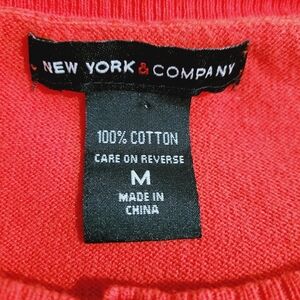 NEW YORK & COMPANY
100% COTTON
CARE ON REVERSE
M
MADE IN
CHINA